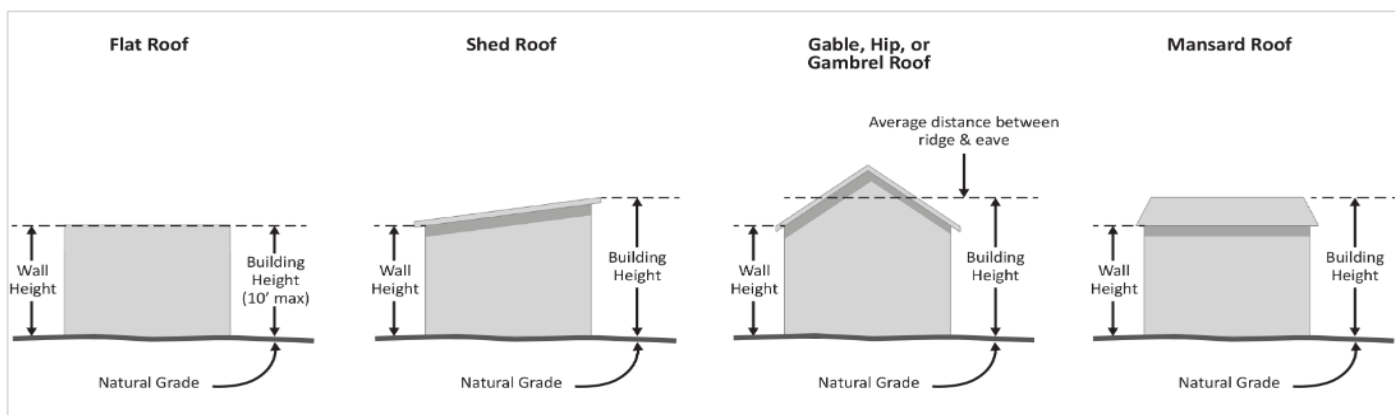 Flat Roof
Wall
Height
Building
Height
(10' max)
Natural Grade
Shed Roof
Wall
Height
Building
Height
Natural Grade
Gable, Hip, or
Gambrel Roof
Average distance between
ridge & eave
Wall
Height
Building
Height
Natural Grade
Mansard Roof
Wall
Height
Building
Height
Natural Grade